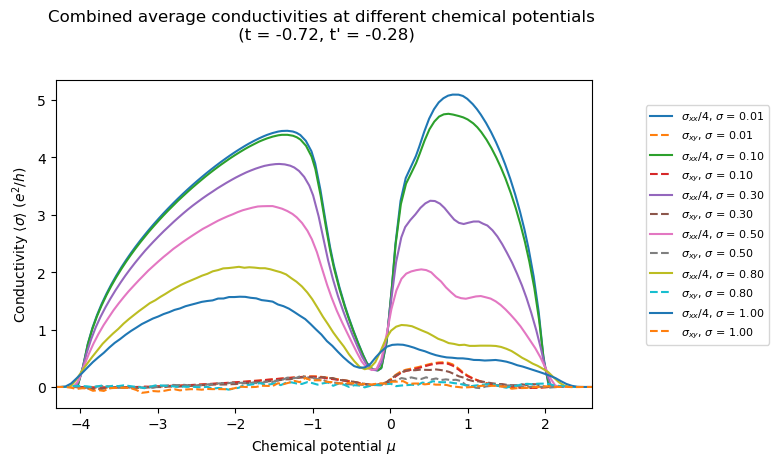 Combined average conductivities at different chemical potentials
(t = -0.72, t' = -0.28)
Conductivity ⟨σ⟩ (e²/h)
5
4
3
2
1
0
−4
−3
−2
−1
0
1
2
Chemical potential μ
σxx/4, σ = 0.01
σxy, σ = 0.01
σxx/4, σ = 0.10
σxy, σ = 0.10
σxx/4, σ = 0.30
σxy, σ = 0.30
σxx/4, σ = 0.50
σxy, σ = 0.50
σxx/4, σ = 0.80
σxy, σ = 0.80
σxx/4, σ = 1.00
σxy, σ = 1.00